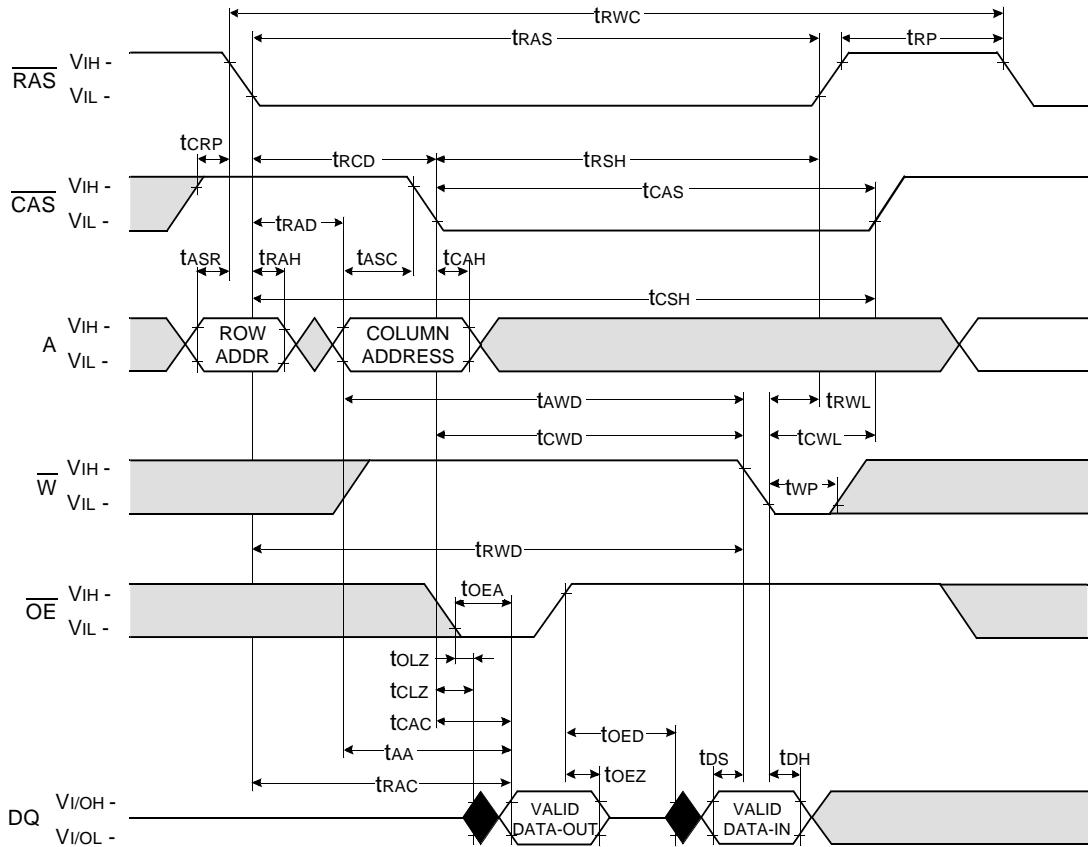 tRWC
tRAS
tRP
RAS
VIH -
VIL -
tCRP
tRCD
tRSH
CAS
VIH -
VIL -
tCAS
tRAD
tASR
tRAH
tASC
tCAH
tCSH
A
VIH -
VIL -
ROW
ADDR
COLUMN
ADDRESS
tAWD
tRWL
tCWD
tCWL
W
VIH -
VIL -
tWP
tRWD
OE
VIH -
VIL -
tOEA
tOLZ
tCLZ
tCAC
tOED
tAA
tDS
tDH
tRAC
tOEZ
DQ
VI/OH -
VI/OL -
VALID
DATA-OUT
VALID
DATA-IN